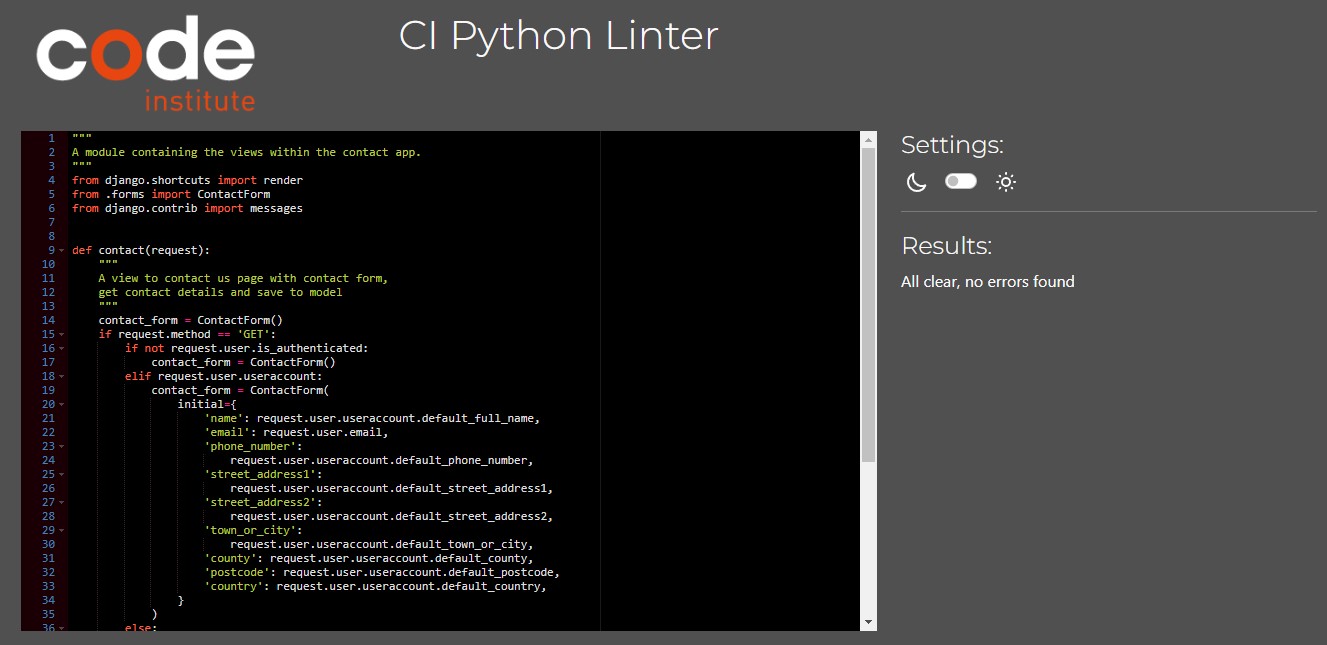 code
institute
CI Python Linter
1 """
2 A module containing the views within the contact app.
3 """
4 from django.shortcuts import render
5 from .forms import ContactForm
6 from django.contrib import messages
7
8
9 def contact(request):
10     """
11     A view to contact us page with contact form,
12     get contact details and save to model
13     """
14     contact_form = ContactForm()
15     if request.method == 'GET':
16         if not request.user.is_authenticated:
17             contact_form = ContactForm()
18         elif request.user.useraccount:
19             contact_form = ContactForm(
20                 initial={
21                     'name': request.user.useraccount.default_full_name,
22                     'email': request.user.email,
23                     'phone_number':
24                         request.user.useraccount.default_phone_number,
25                     'street_address1':
26                         request.user.useraccount.default_street_address1,
27                     'street_address2':
28                         request.user.useraccount.default_street_address2,
29                     'town_or_city':
30                         request.user.useraccount.default_town_or_city,
31                     'county': request.user.useraccount.default_county,
32                     'postcode': request.user.useraccount.default_postcode,
33                     'country': request.user.useraccount.default_country,
34                 }
35             )
36         else:
Settings:
Results:
All clear, no errors found